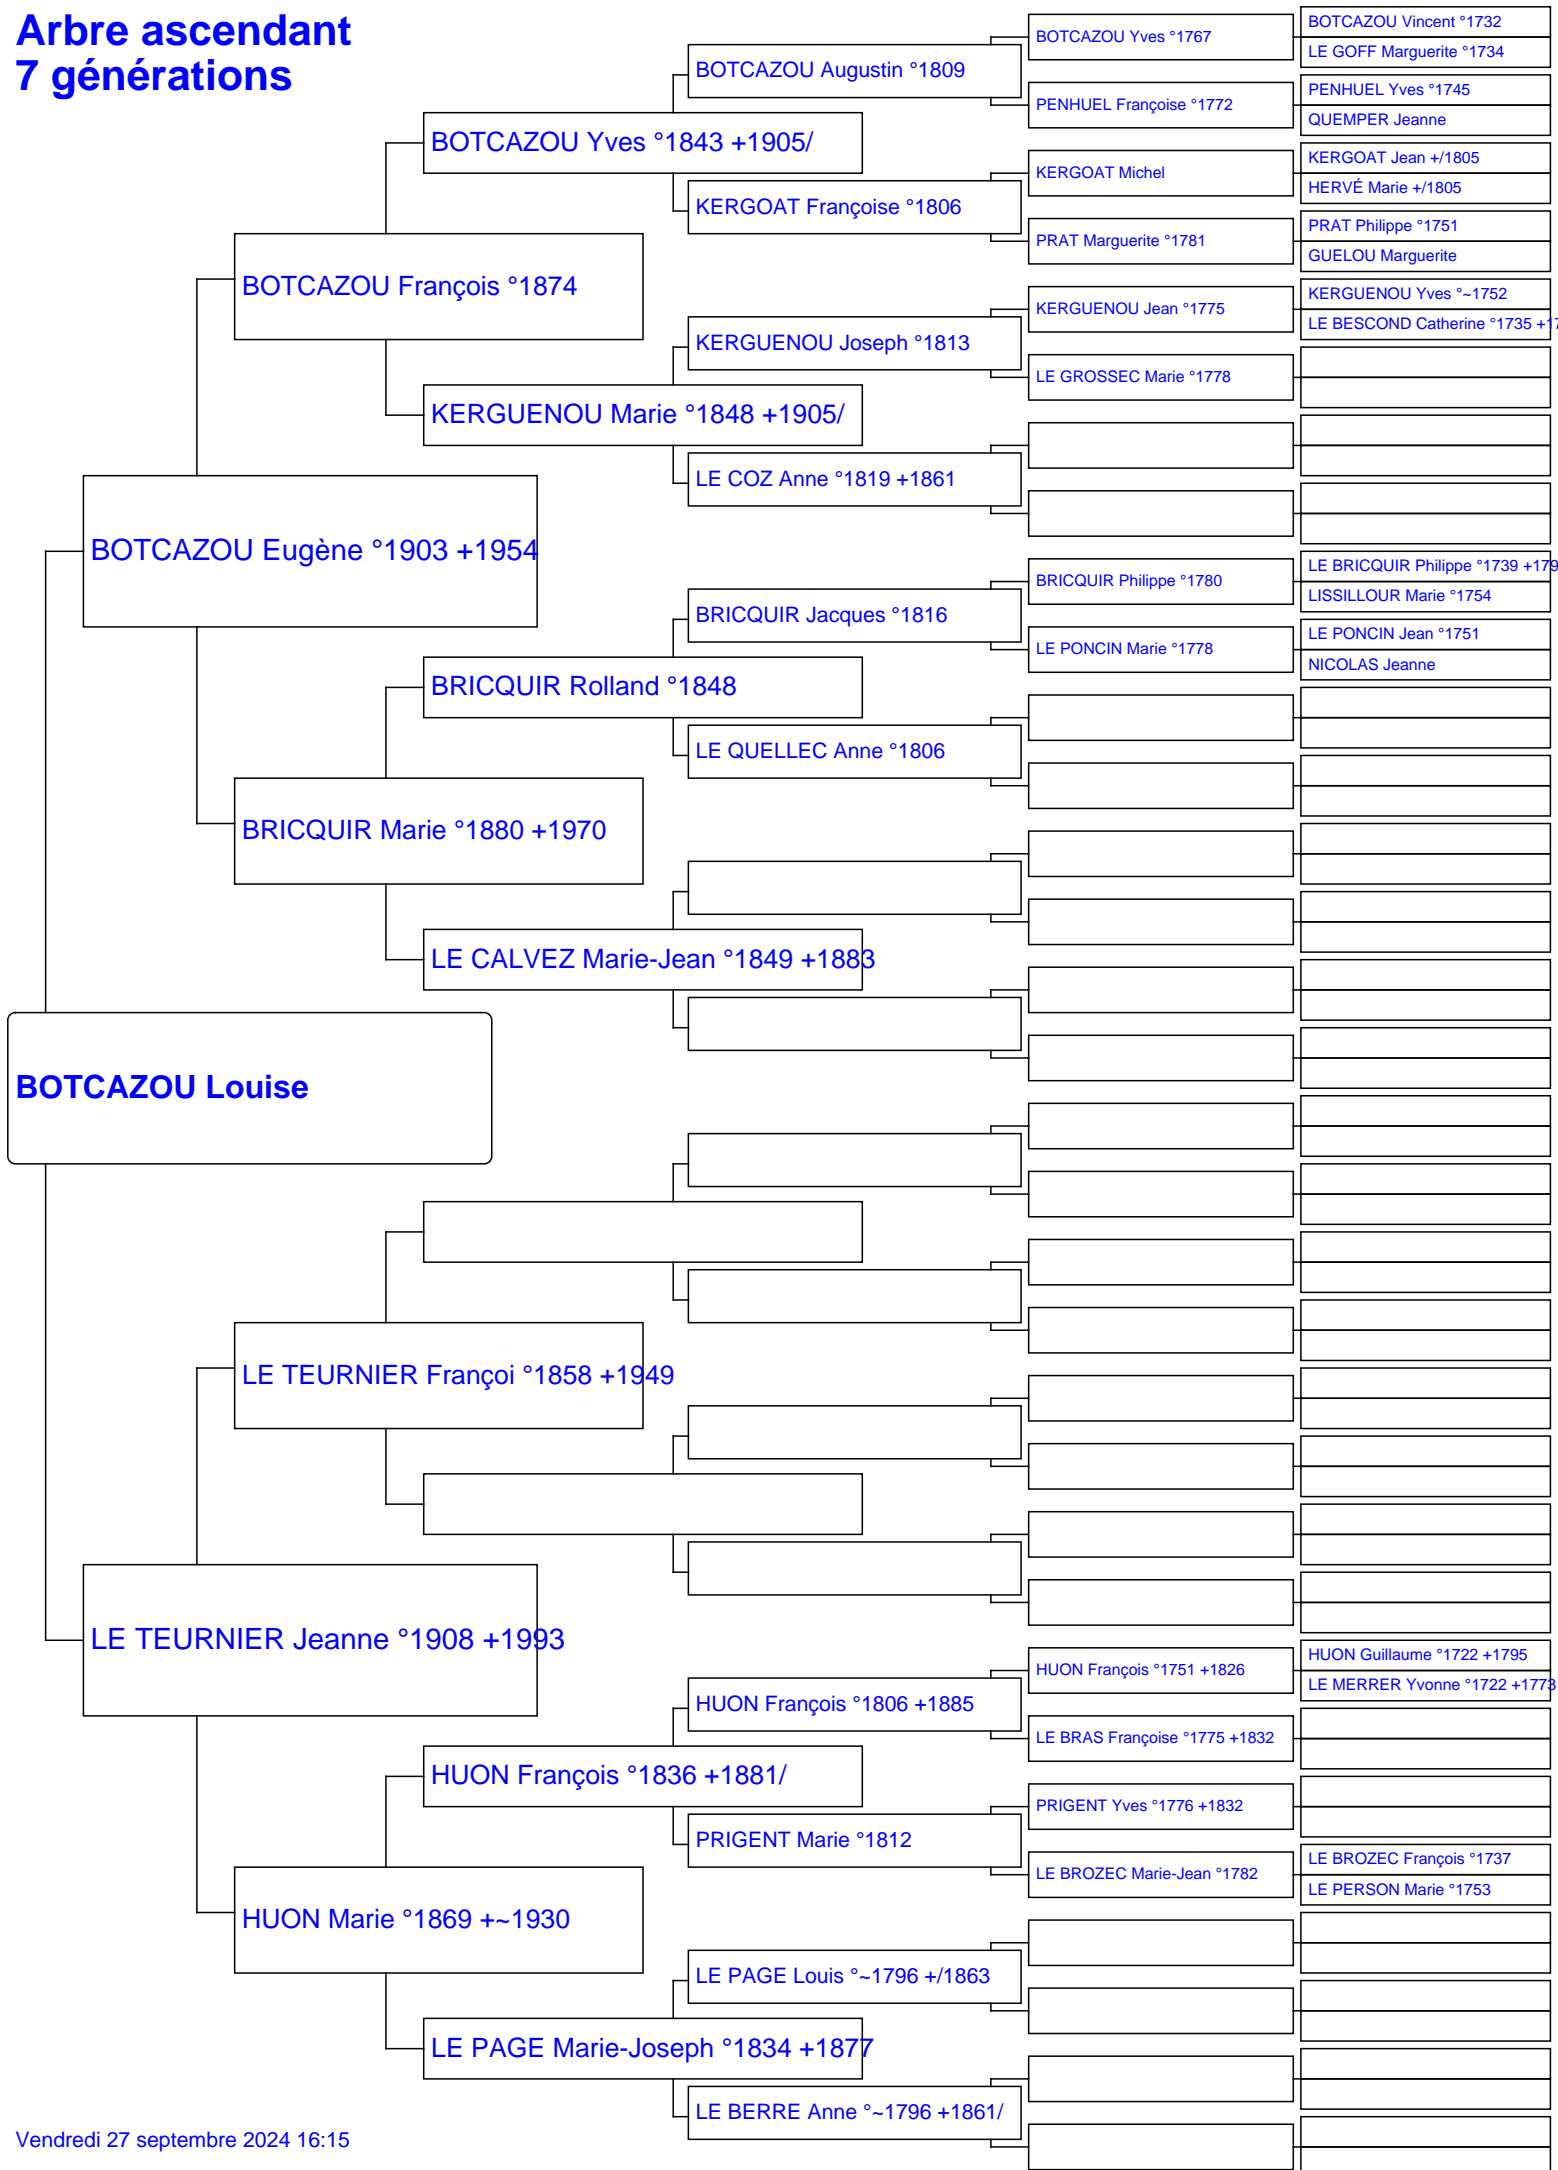 Arbre ascendant
7 générations
BOTCAZOU Louise
BOTCAZOU Eugène °1903 +1954
LE TEURNIER Jeanne °1908 +1993
BOTCAZOU François °1874
BRICQUIR Marie °1880 +1970
LE TEURNIER Françoi °1858 +1949
HUON Marie °1869 +~1930
BOTCAZOU Yves °1843 +1905/
KERGUENOU Marie °1848 +1905/
BRICQUIR Rolland °1848
LE CALVEZ Marie-Jean °1849 +1883
HUON François °1836 +1881/
LE PAGE Marie-Joseph °1834 +1877
BOTCAZOU Augustin °1809
KERGOAT Françoise °1806
KERGUENOU Joseph °1813
LE COZ Anne °1819 +1861
BRICQUIR Jacques °1816
LE QUELLEC Anne °1806
HUON François °1806 +1885
PRIGENT Marie °1812
LE PAGE Louis °~1796 +/1863
LE BERRE Anne °~1796 +1861/
BOTCAZOU Yves °1767
PENHUEL Françoise °1772
KERGOAT Michel
PRAT Marguerite °1781
KERGUENOU Jean °1775
LE GROSSEC Marie °1778
BRICQUIR Philippe °1780
LE PONCIN Marie °1778
HUON François °1751 +1826
LE BRAS Françoise °1775 +1832
PRIGENT Yves °1776 +1832
LE BROZEC Marie-Jean °1782
BOTCAZOU Vincent °1732
LE GOFF Marguerite °1734
PENHUEL Yves °1745
QUEMPER Jeanne
KERGOAT Jean +/1805
HERVÉ Marie +/1805
PRAT Philippe °1751
GUELOU Marguerite
KERGUENOU Yves °~1752
LE BESCOND Catherine °1735 +17
LE BRICQUIR Philippe °1739 +179
LISSILLOUR Marie °1754
LE PONCIN Jean °1751
NICOLAS Jeanne
HUON Guillaume °1722 +1795
LE MERRER Yvonne °1722 +1773
LE BROZEC François °1737
LE PERSON Marie °1753
Vendredi 27 septembre 2024 16:15